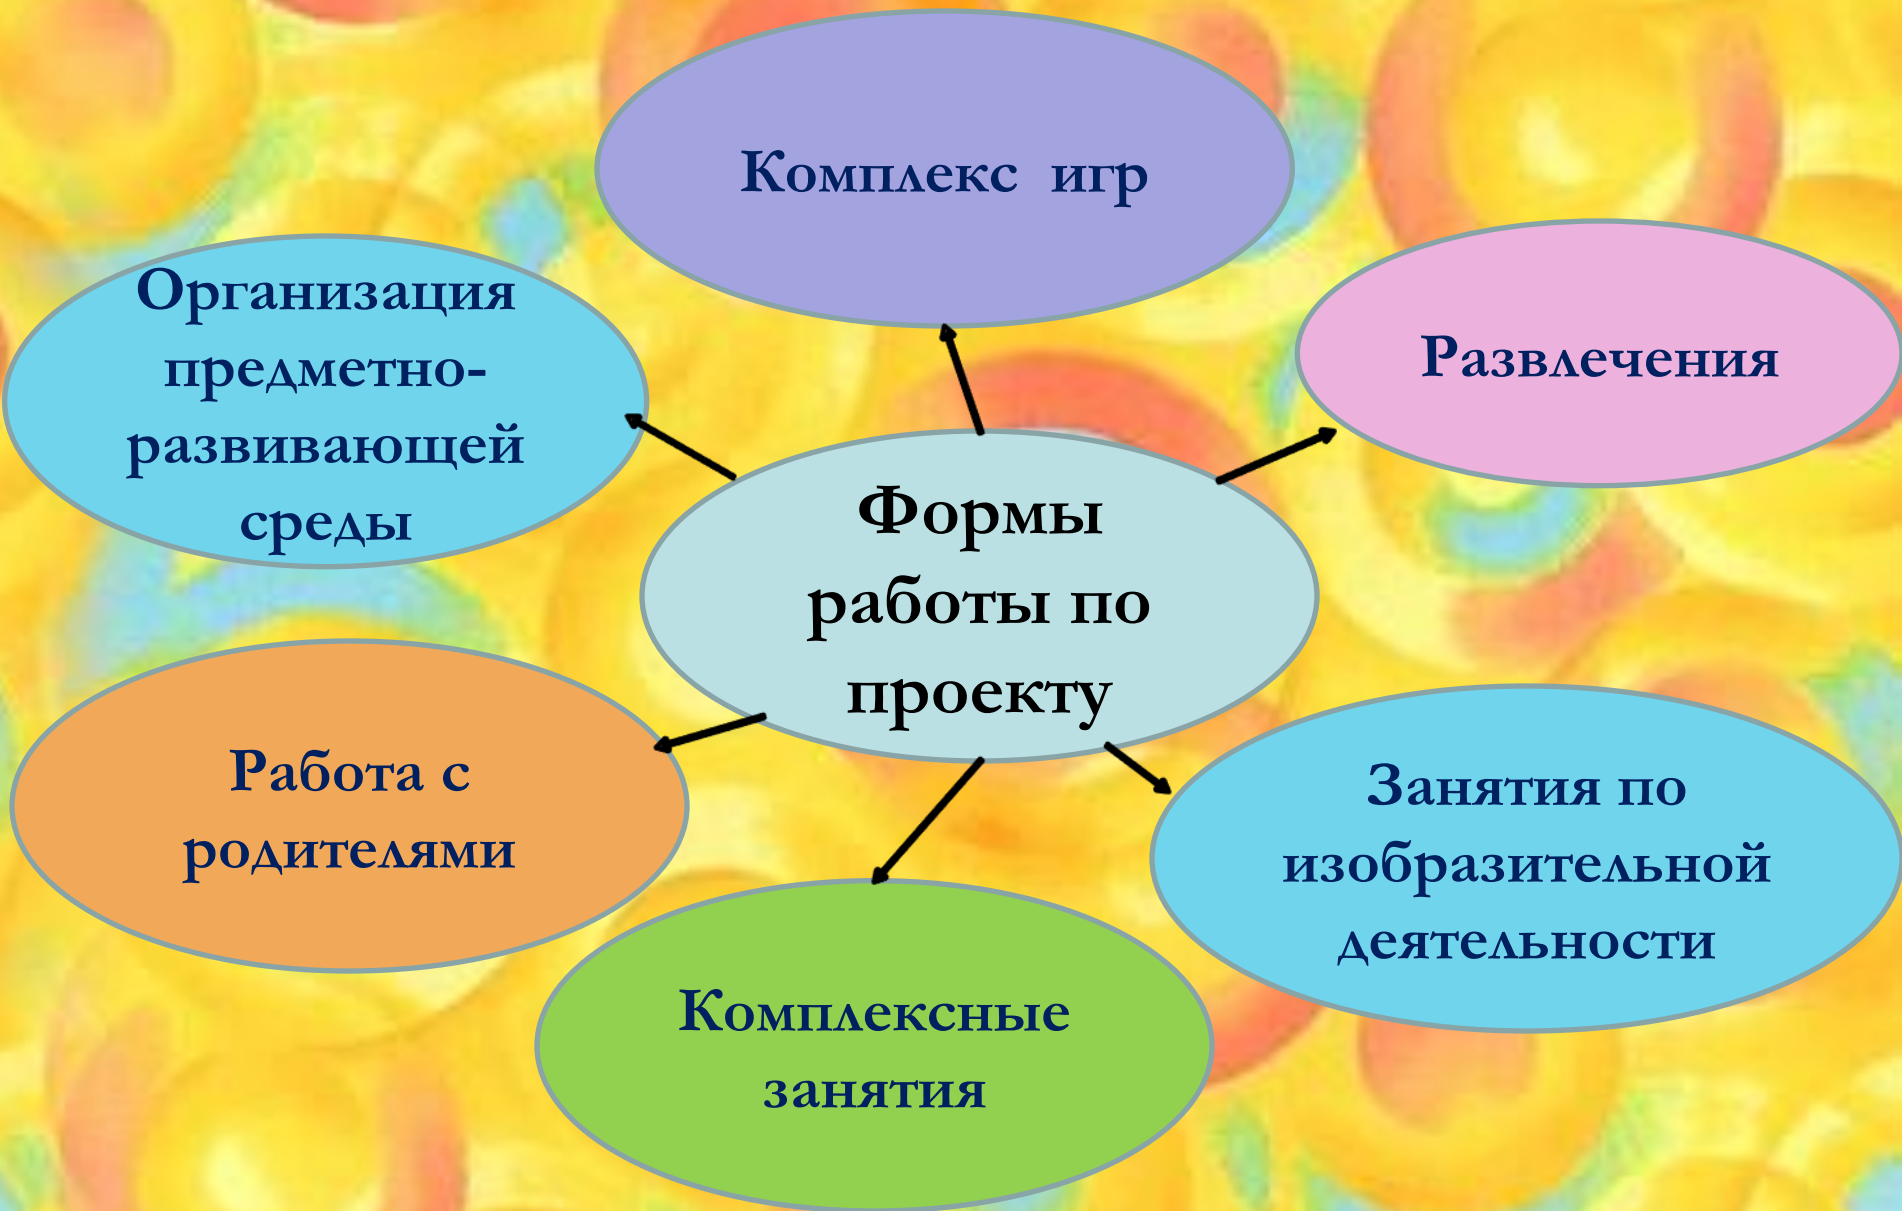 Комплекс игр
Организация
предметно-
развивающей
среды
Развлечения
Формы
работы по
проекту
Работа с
родителями
Занятия по
изобразительной
деятельности
Комплексные
занятия